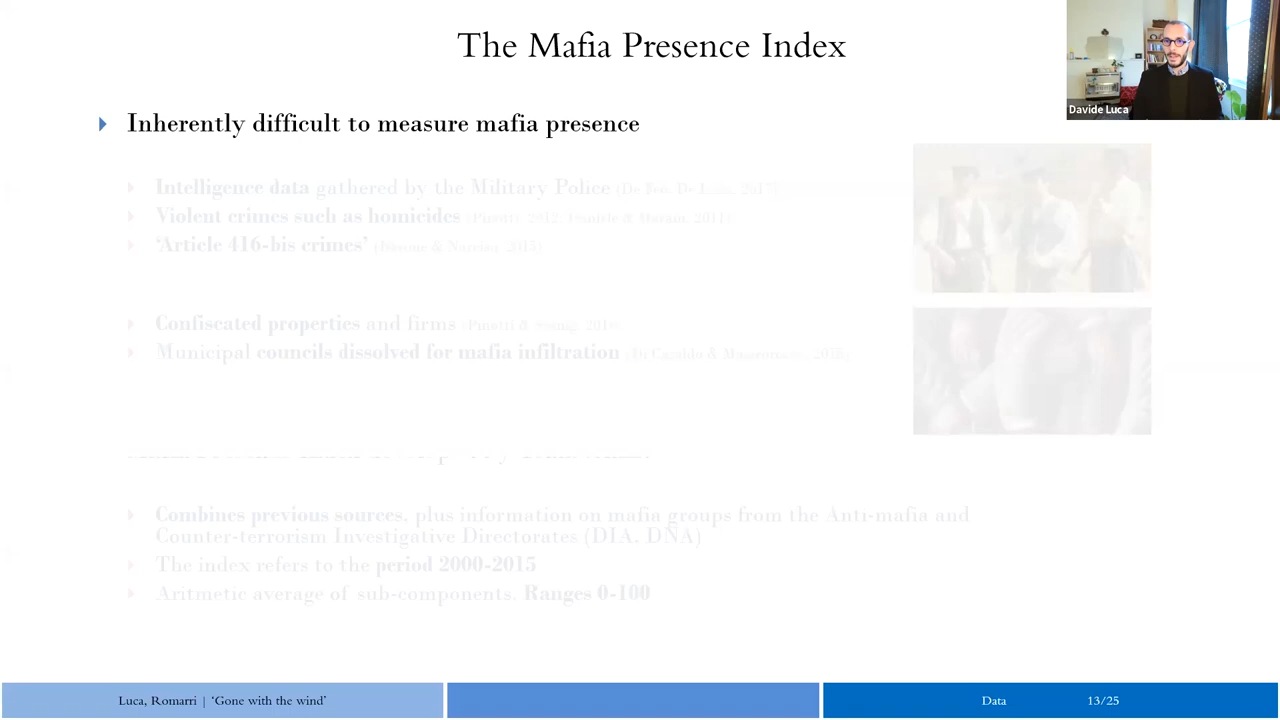 The Mafia Presence Index
Davide Luca
Inherently difficult to measure mafia presence
Intelligence data gathered by the Military Police
Violent crimes such as homicides
‘Article 416-bis crimes’
Confiscated properties and firms
Municipal councils dissolved for mafia infiltration
Combines previous sources, plus information on mafia groups from the Anti-mafia and
Counter-terrorism Investigative Directorates (DIA, DNA)
The index refers to the period 2000-2015
Aritmetic average of sub-components. Ranges 0-100
Luca, Romarri | ‘Gone with the wind’
Data 13/25